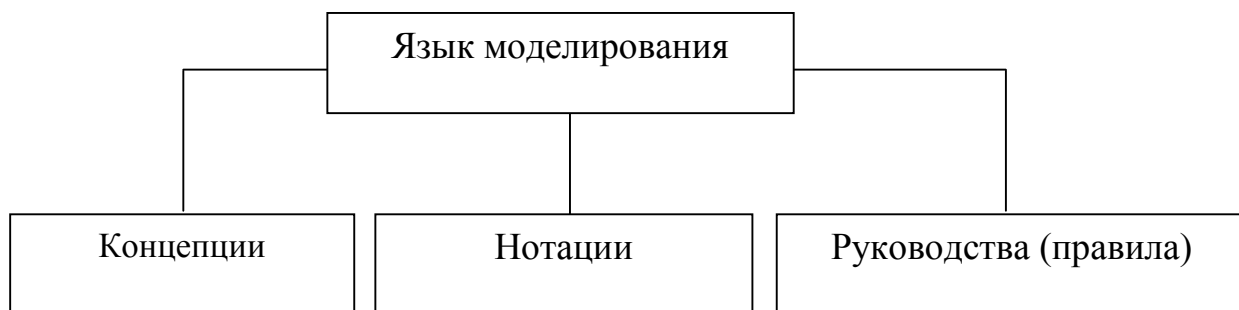 Язык моделирования
Концепции
Нотации
Руководства (правила)